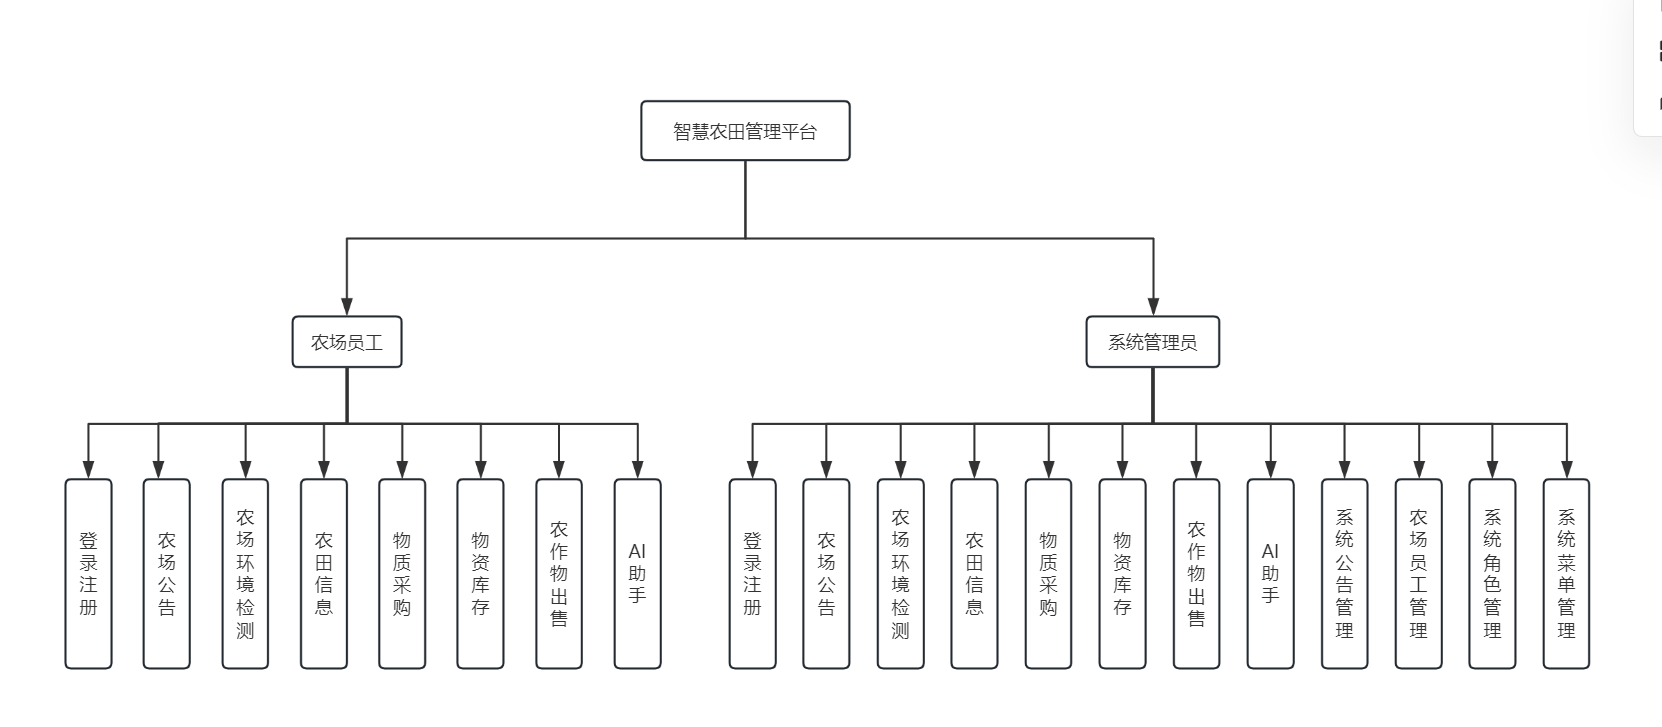 智慧农田管理平台
农场员工
系统管理员
登录注册
农场公告
农场环境检测
农田信息
物质采购
物资库存
农作物出售
AI助手
登录注册
农场公告
农场环境检测
农田信息
物质采购
物资库存
农作物出售
AI助手
系统公告管理
农场员工管理
系统角色管理
系统菜单管理